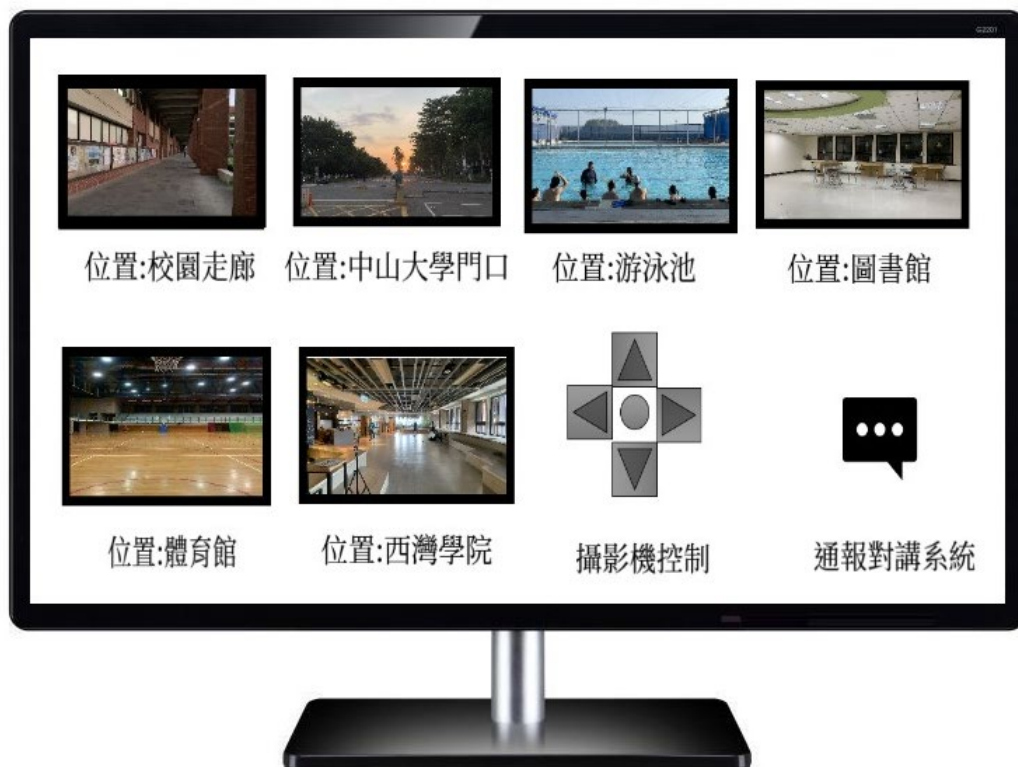 G2201
位置:校園走廊
位置:中山大學門口
位置:游泳池
位置:圖書館
位置:體育館
位置:西灣學院
攝影機控制
通報對講系統